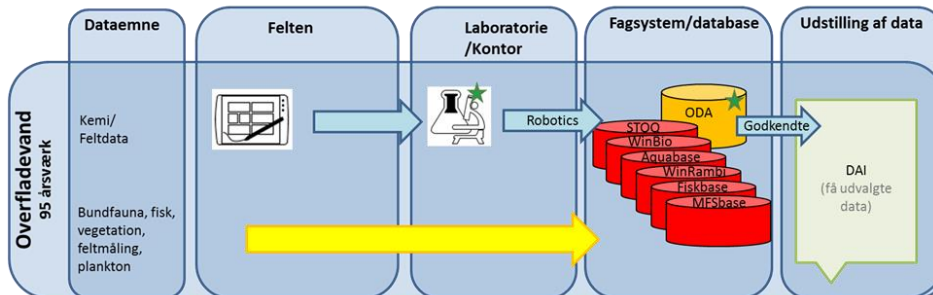 Dataemne
Felten
Laboratorie
/Kontor
Fagsystem/database
Udstilling af data
Overfladevand
95 årsværk
Kemi/
Feltdata
Robotics
ODA
Godkendte
STOQ
WinBio
Aquabase
WinRambi
Fiskbase
MFSbase
DAI
(få udvalgte
data)
Bundfauna, fisk,
vegetation,
feltmåling,
plankton